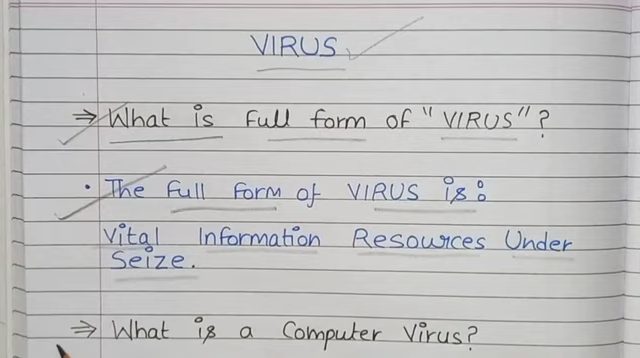 VIRUS
⇒ What is full form of "VIRUS"?
• The full form of VIRUS is:
Vital Information Resources Under
Seize.
⇒ What is a Computer Virus?